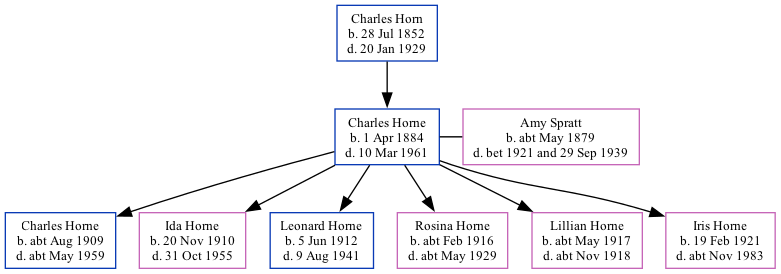 Charles Horn
b. 28 Jul 1852
d. 20 Jan 1929
Charles Horne
b. 1 Apr 1884
d. 10 Mar 1961
Amy Spratt
b. abt May 1879
d. bet 1921 and 29 Sep 1939
Charles Horne
b. abt Aug 1909
d. abt May 1959
Ida Horne
b. 20 Nov 1910
d. 31 Oct 1955
Leonard Horne
b. 5 Jun 1912
d. 9 Aug 1941
Rosina Horne
b. abt Feb 1916
d. abt May 1929
Lillian Horne
b. abt May 1917
d. abt Nov 1918
Iris Horne
b. 19 Feb 1921
d. abt Nov 1983